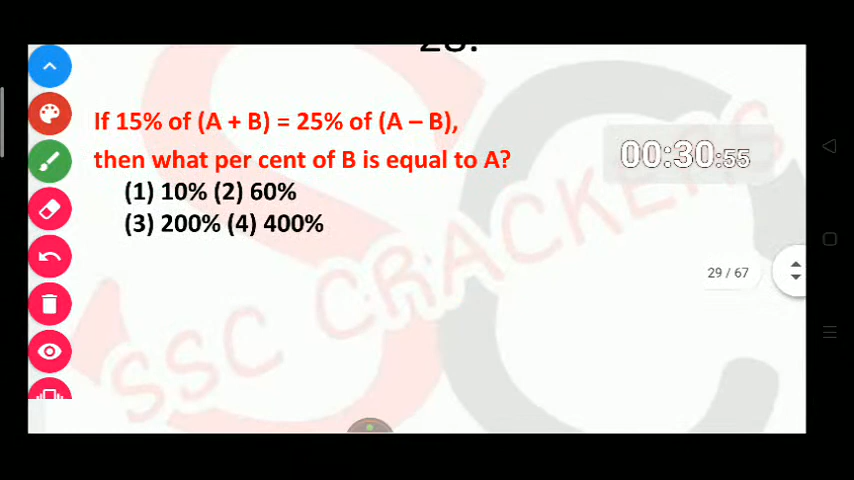 If 15% of (A + B) = 25% of (A – B),
then what per cent of B is equal to A?
(1) 10% (2) 60%
(3) 200% (4) 400%
00:30:55
29 / 67
SSC CRACKERS